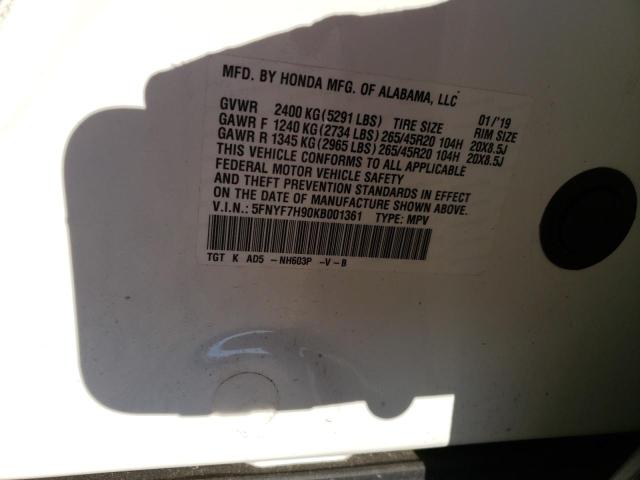 MFD. BY HONDA MFG. OF ALABAMA, LLC
GVWR 2400 KG (5291 LBS) TIRE SIZE 01/'19 RIM SIZE
GAWR F 1240 KG (2734 LBS) 265/45R20 104H 20X8.5J
GAWR R 1345 KG (2965 LBS) 265/45R20 104H 20X8.5J
THIS VEHICLE CONFORMS TO ALL APPLICABLE
FEDERAL MOTOR VEHICLE SAFETY
AND THEFT PREVENTION STANDARDS IN EFFECT
ON THE DATE OF MANUFACTURE SHOWN ABOVE.
V.I.N.: 5FNYF7H90KB001361 TYPE: MPV
TGT K AD5 -NH603P -V-B